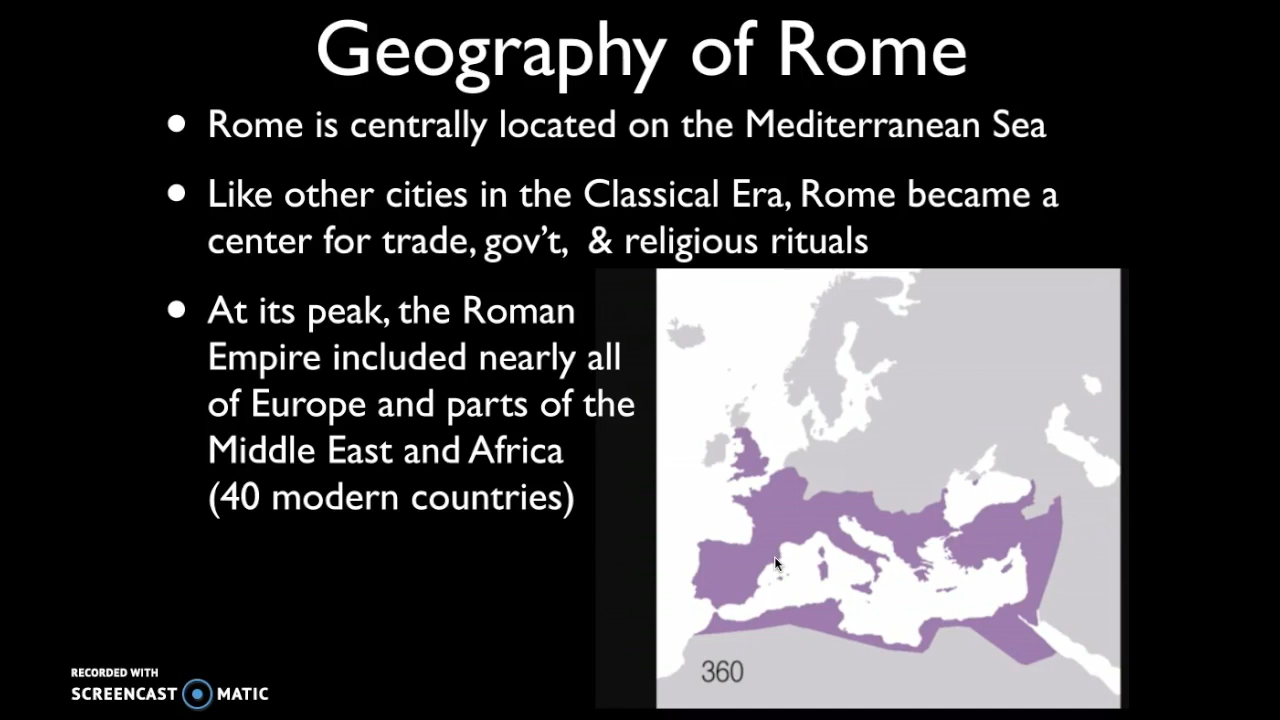 Geography of Rome
• Rome is centrally located on the Mediterranean Sea
• Like other cities in the Classical Era, Rome became a
center for trade, gov't, & religious rituals
• At its peak, the Roman
Empire included nearly all
of Europe and parts of the
Middle East and Africa
(40 modern countries)
360
RECORDED WITH
SCREENCAST MATIC